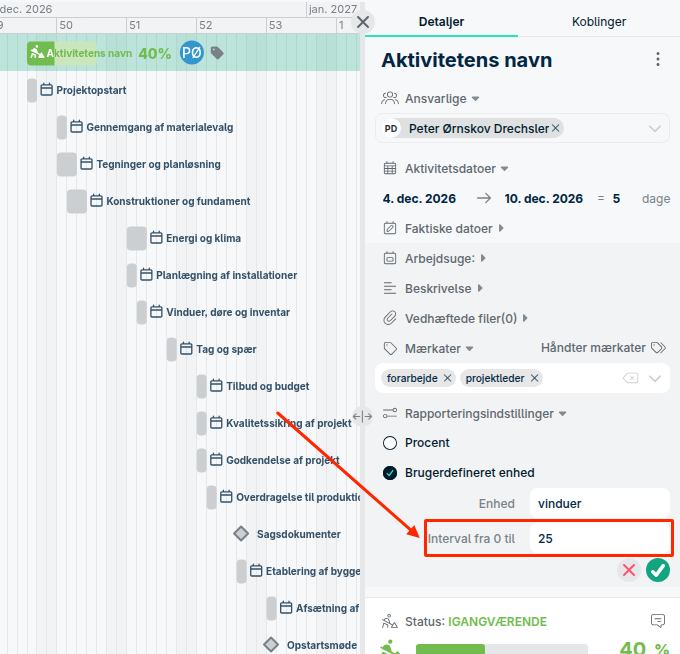 dec. 2026
jan. 2027
9
50
51
52
53
1
Aktivitetens navn 40% PØ
Projektopstart
Gennemgang af materialevalg
Tegninger og planløsning
Konstruktioner og fundament
Energi og klima
Planlægning af installationer
Vinduer, døre og inventar
Tag og spær
Tilbud og budget
Kvalitetssikring af projekt
Godkendelse af projekt
Overdragelse til produktio
Sagsdokumenter
Etablering af bygge
Afsætning af
Opstartsmøde
Detaljer
Koblinger
Aktivitetens navn
Ansvarlige
PD Peter Ørnskov Drechsler
Aktivitetsdatoer
4. dec. 2026 → 10. dec. 2026 = 5 dage
Faktiske datoer
Arbejdsuge:
Beskrivelse
Vedhæftede filer(0)
Mærkater
Håndter mærkater
forarbejde
projektleder
Rapporteringsindstillinger
Procent
Brugerdefineret enhed
Enhed vinduer
Interval fra 0 til 25
Status: IGANGVÆRENDE
40 %